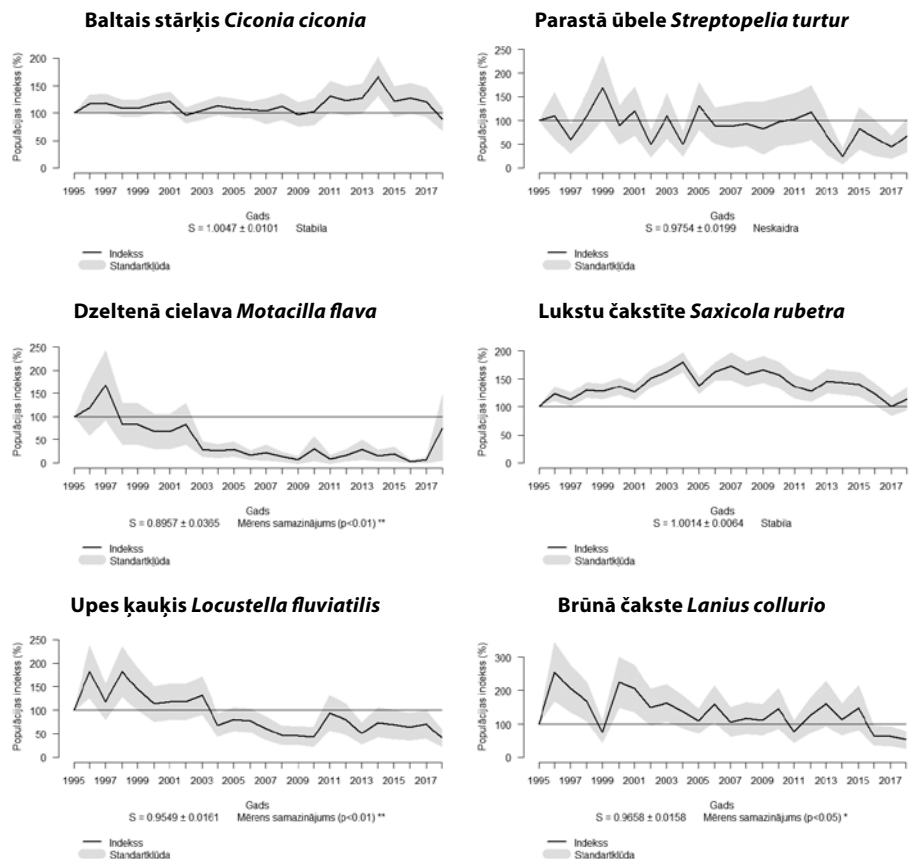 Baltais stārķis Ciconia ciconia
Populācijas indekss (%)
200
150
100
50
0
1995 1997 1999 2001 2003 2005 2007 2009 2011 2013 2015 2017
Gads
S = 1.0047 ± 0.0101 Stabila
Indekss
Standartkļūda
Parastā ūbele Streptopelia turtur
Populācijas indekss (%)
250
200
150
100
50
0
1995 1997 1999 2001 2003 2005 2007 2009 2011 2013 2015 2017
Gads
S = 0.9754 ± 0.0199 Neskaidra
Indekss
Standartkļūda
Dzeltenā cielava Motacilla flava
Populācijas indekss (%)
250
200
150
100
50
0
1995 1997 1999 2001 2003 2005 2007 2009 2011 2013 2015 2017
Gads
S = 0.8957 ± 0.0365 Mērens samazinājums (p<0.01) **
Indekss
Standartkļūda
Lukstu čakstīte Saxicola rubetra
Populācijas indekss (%)
200
150
100
50
0
1995 1997 1999 2001 2003 2005 2007 2009 2011 2013 2015 2017
Gads
S = 1.0014 ± 0.0064 Stabila
Indekss
Standartkļūda
Upes ķauķis Locustella fluviatilis
Populācijas indekss (%)
250
200
150
100
50
0
1995 1997 1999 2001 2003 2005 2007 2009 2011 2013 2015 2017
Gads
S = 0.9549 ± 0.0161 Mērens samazinājums (p<0.01) **
Indekss
Standartkļūda
Brūnā čakste Lanius collurio
Populācijas indekss (%)
300
200
100
0
1995 1997 1999 2001 2003 2005 2007 2009 2011 2013 2015 2017
Gads
S = 0.9658 ± 0.0158 Mērens samazinājums (p<0.05) *
Indekss
Standartkļūda